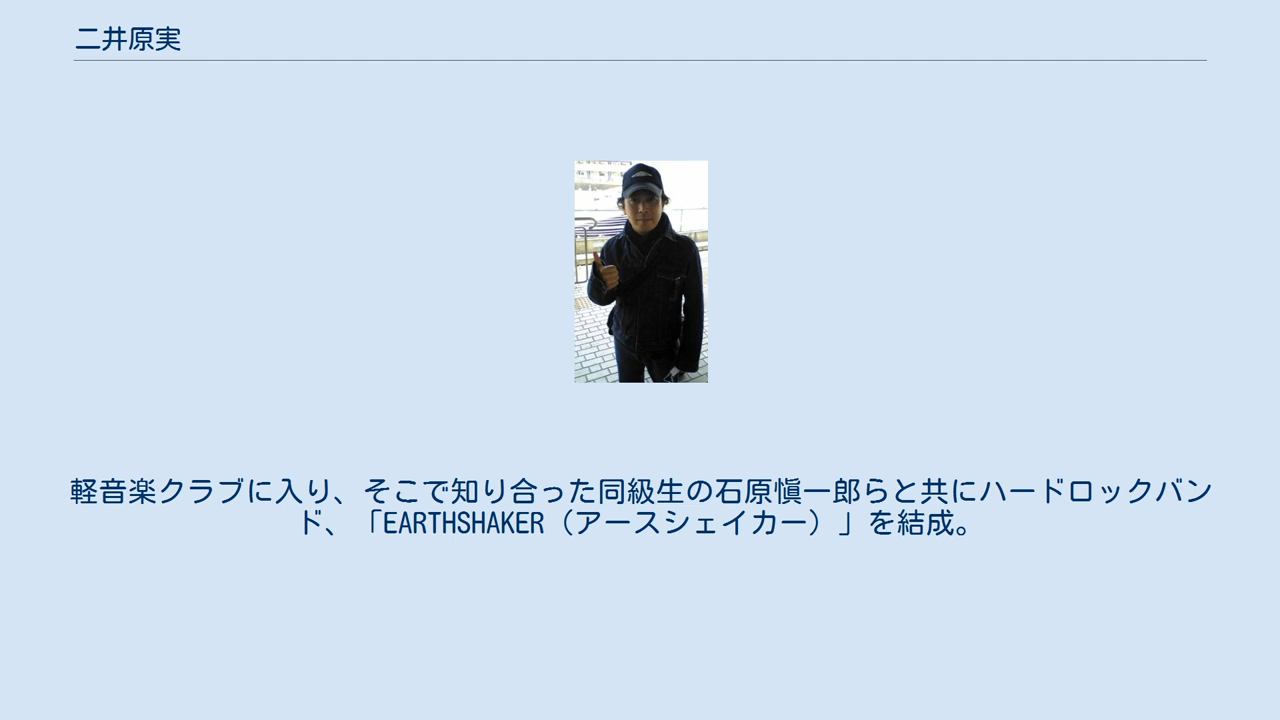 二井原実
軽音楽クラブに入り、そこで知り合った同級生の石原愼一郎らと共にハードロックバン
ド、「EARTHSHAKER（アースシェイカー）」を結成。